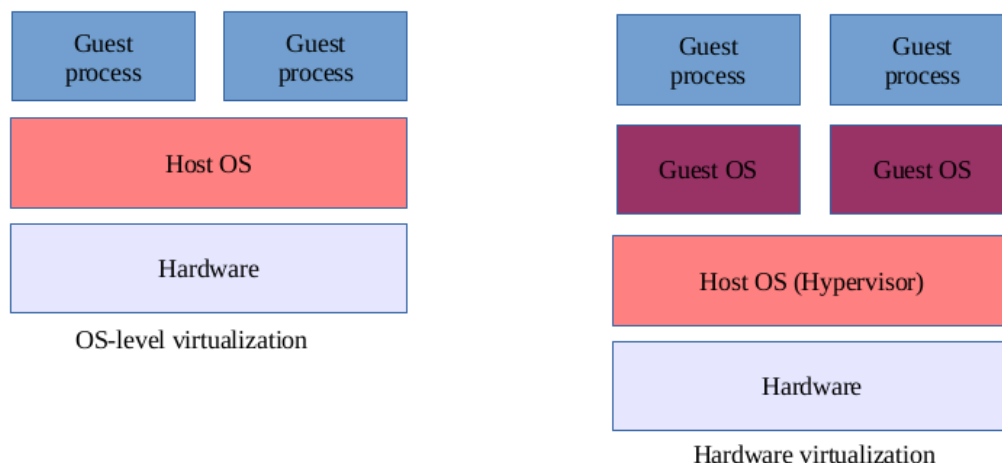 Guest
process
Guest
process
Host OS
Hardware
OS-level virtualization
Guest
process
Guest
process
Guest OS
Guest OS
Host OS (Hypervisor)
Hardware
Hardware virtualization